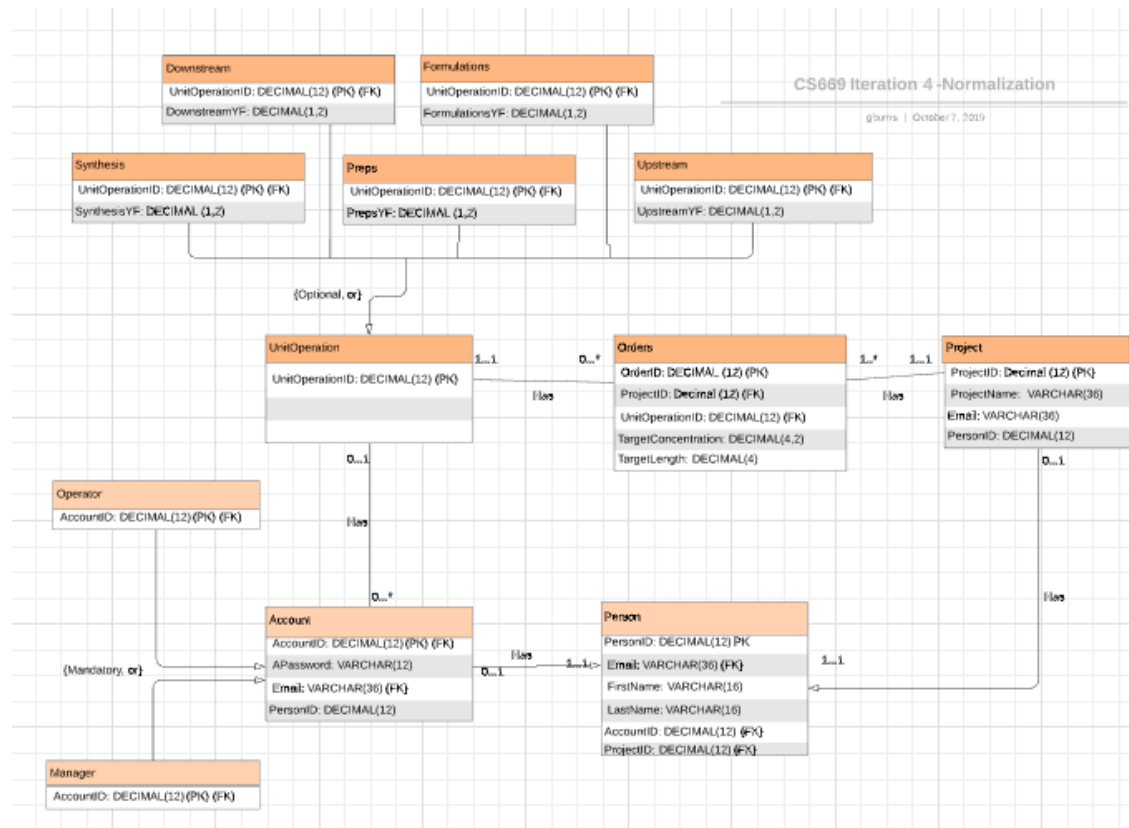 Downstream
UnitOperationID: DECIMAL(12) (PK) (FK)
DownstreamYF: DECIMAL(1,2)
Formulations
UnitOperationID: DECIMAL(12) (PK) (FK)
FormulationsYF: DECIMAL(1,2)
CS669 Iteration 4 -Normalization
gburns | October 7, 2019
Synthesis
UnitOperationID: DECIMAL(12) (PK) (FK)
SynthesisYF: DECIMAL (1,2)
Preps
UnitOperationID: DECIMAL(12) (PK) (FK)
PrepsYF: DECIMAL (1,2)
Upstream
UnitOperationID: DECIMAL(12) (PK) (FK)
UpstreamYF: DECIMAL(1,2)
{Optional, or}
UnitOperation
UnitOperationID: DECIMAL(12) (PK)
1...1
0...*
Has
Orders
OrderID: DECIMAL (12) (PK)
ProjectID: Decimal (12) (FK)
UnitOperationID: DECIMAL(12) (FK)
TargetConcentration: DECIMAL(4,2)
TargetLength: DECIMAL(4)
1...*
1...1
Has
Project
ProjectID: Decimal (12) (PK)
ProjectName: VARCHAR(36)
Email: VARCHAR(36)
PersonID: DECIMAL(12)
0...1
0...1
Operator
AccountID: DECIMAL(12) (PK) (FK)
Has
Has
0...*
Account
AccountID: DECIMAL(12) (PK) (FK)
APassword: VARCHAR(12)
Email: VARCHAR(36) (FK)
PersonID: DECIMAL(12)
{Mandatory, or}
0...1
Has
1...1
Person
PersonID: DECIMAL(12) PK
Email: VARCHAR(36) (FK)
FirstName: VARCHAR(16)
LastName: VARCHAR(16)
AccountID: DECIMAL(12) (FK)
ProjectID: DECIMAL(12) (FK)
1...1
Manager
AccountID: DECIMAL(12) (PK) (FK)